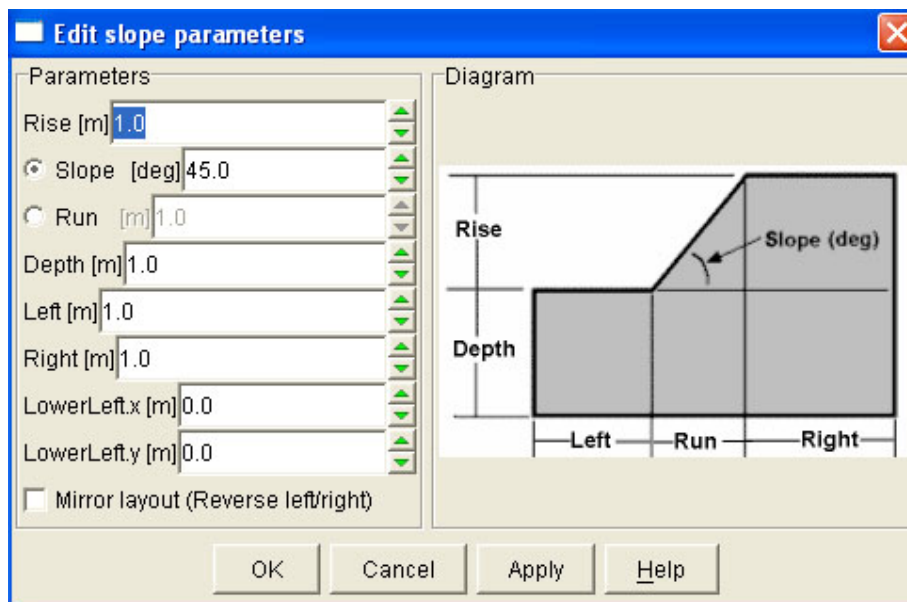 Edit slope parameters
Parameters
Rise [m] 1.0
Slope [deg] 45.0
Run [m] 1.0
Depth [m] 1.0
Left [m] 1.0
Right [m] 1.0
LowerLeft.x [m] 0.0
LowerLeft.y [m] 0.0
Mirror layout (Reverse left/right)
Diagram
Rise
Slope (deg)
Depth
Left Run Right
OK Cancel Apply Help